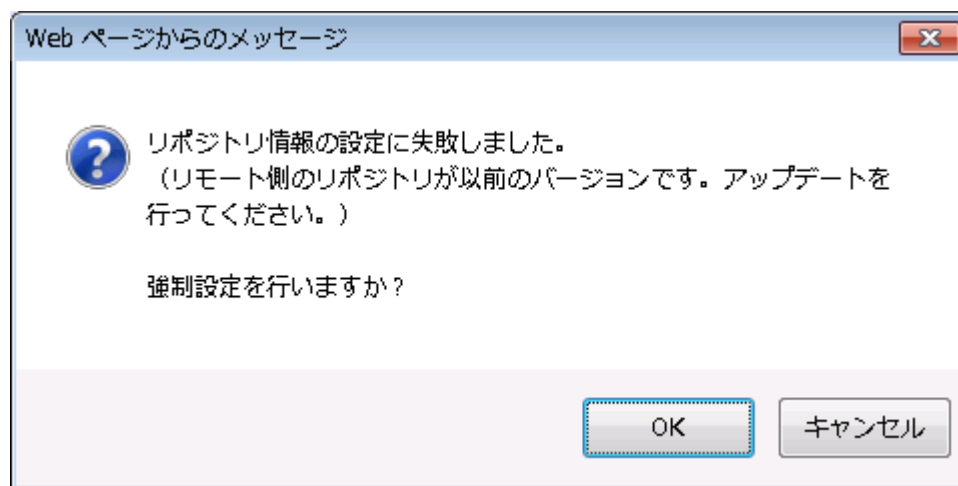 Web ページからのメッセージ
リポジトリ情報の設定に失敗しました。
（リモート側のリポジトリが以前のバージョンです。アップデートを
行ってください。）
強制設定を行いますか？
OK
キャンセル